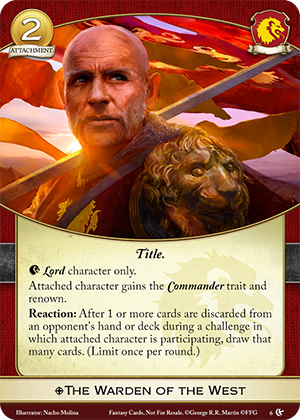 2
ATTACHMENT
Title.
Lord character only.
Attached character gains the Commander trait and
renown.
Reaction: After 1 or more cards are discarded from
an opponent's hand or deck during a challenge in
which attached character is participating, draw
that many cards. (Limit once per round.)
THE WARDEN OF THE WEST
Illustrator: Nacho Molina
Fantasy Cards. Not For Resale. ©George R.R. Martin ©FFG
6